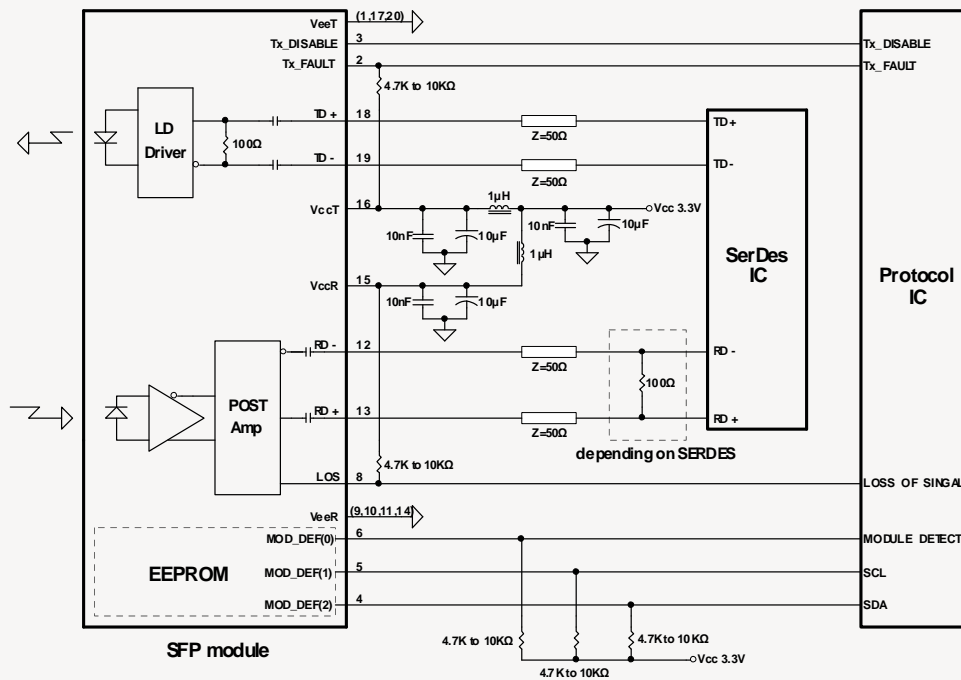 VeeT (1,17,20)
Tx_DISABLE 3 Tx_DISABLE
Tx_FAULT 2 Tx_FAULT
4.7K to 10KΩ
LD
Driver
100Ω
TD+ 18 Z=50Ω TD+
TD- 19 Z=50Ω TD-
VccT 16 1µH Vcc 3.3V
10nF 10µF 10nF 10µF
1µH
SerDes
IC
Protocol
IC
VccR 15
10nF 10µF
RD- 12 Z=50Ω RD-
100Ω
POST
Amp
RD+ 13 Z=50Ω RD+
depending on SERDES
4.7K to 10KΩ
LOS 8 LOSS OF SINGAL
VeeR (9,10,11,14)
MOD_DEF(0) 6 MODULE DETECT
EEPROM
MOD_DEF(1) 5 SCL
MOD_DEF(2) 4 SDA
4.7K to 10KΩ 4.7K to 10KΩ
4.7K to 10KΩ
Vcc 3.3V
SFP module